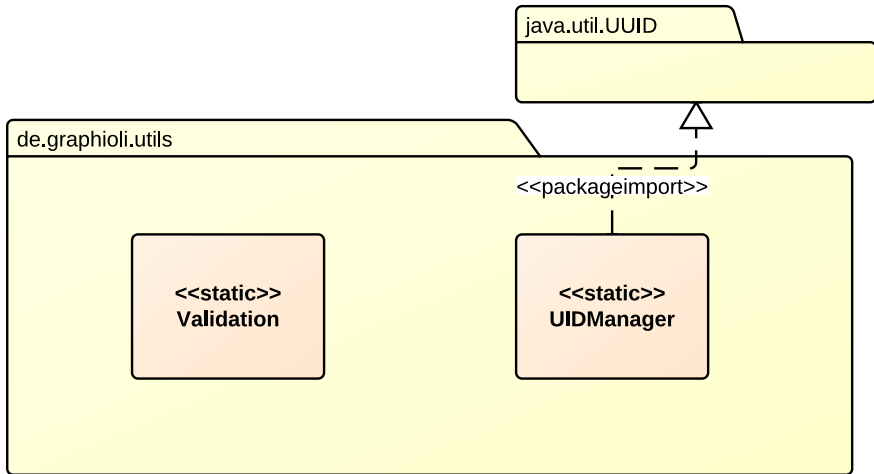 java.util.UUID
de.graphioli.utils
<<packageimport>>
<<static>>
Validation
<<static>>
UIDManager